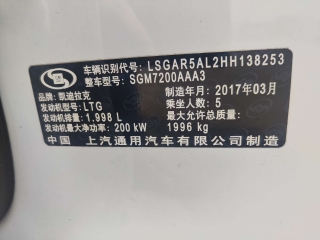 车辆识别代号: LSGAR5AL2HH138253
整车型号: SGM7200AAA3
品牌: 凯迪拉克 制造年月: 2017年03月
发动机型号: LTG 乘坐人数: 5
发动机排量: 1.998 L 最大允许总质量:
发动机最大净功率: 200 kW 1996 kg
中国 上汽通用汽车有限公司制造